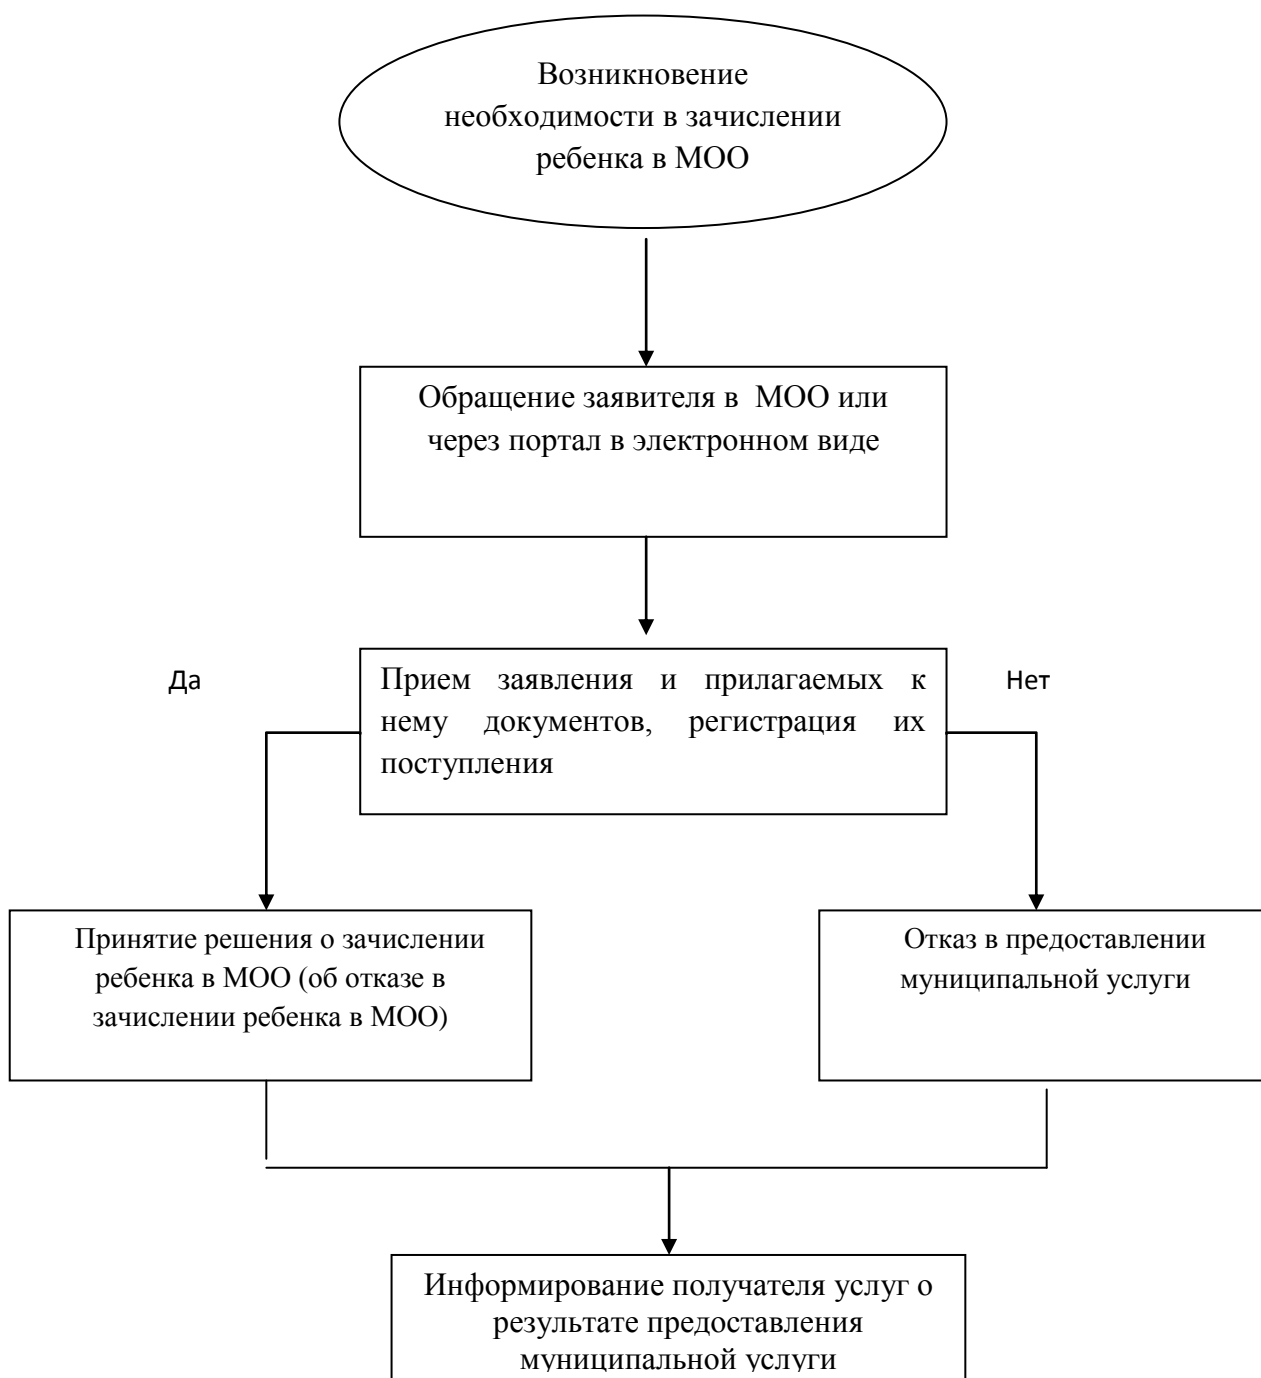 Возникновение
необходимости в зачислении
ребенка в МОО
Обращение заявителя в МОО или
через портал в электронном виде
Да
Прием заявления и прилагаемых к
нему документов, регистрация их
поступления
Нет
Принятие решения о зачислении
ребенка в МОО (об отказе в
зачислении ребенка в МОО)
Отказ в предоставлении
муниципальной услуги
Информирование получателя услуг о
результате предоставления
муниципальной услуги